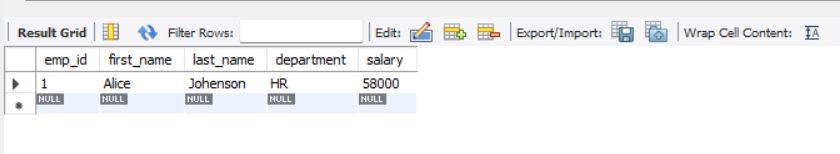 Result Grid Filter Rows: Edit: Export/Import: Wrap Cell Content: IA
emp_id first_name last_name department salary
1 Alice Johenson HR 58000
NULL NULL NULL NULL NULL